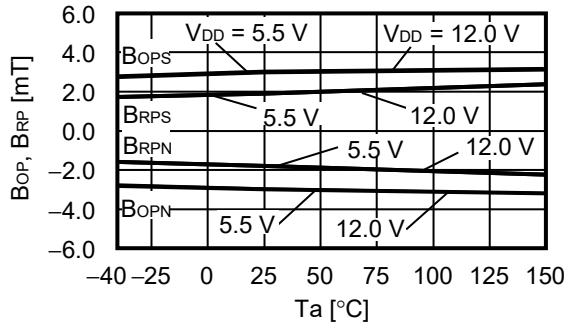 6.0
VDD = 5.5 V VDD = 12.0 V
4.0
BOPS
2.0
BRPS 5.5 V 12.0 V
0.0
BRPN 5.5 V 12.0 V
−2.0
BOPN
−4.0
5.5 V 12.0 V
−6.0
−40 −25 0 25 50 75 100 125 150
Ta [°C]
BOP, BRP [mT]